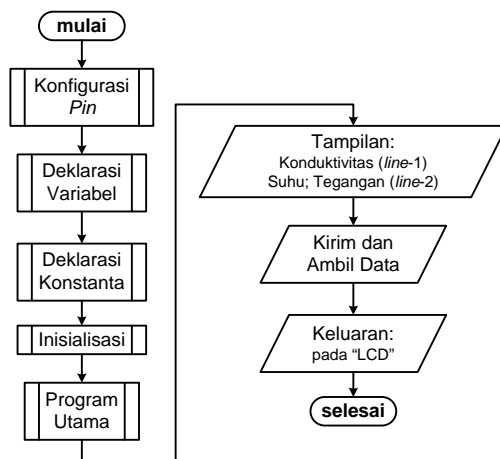 mulai
Konfigurasi
Pin
Deklarasi
Variabel
Deklarasi
Konstanta
Inisialisasi
Program
Utama
Tampilan:
Konduktivitas (line-1)
Suhu; Tegangan (line-2)
Kirim dan
Ambil Data
Keluaran:
pada “LCD”
selesai